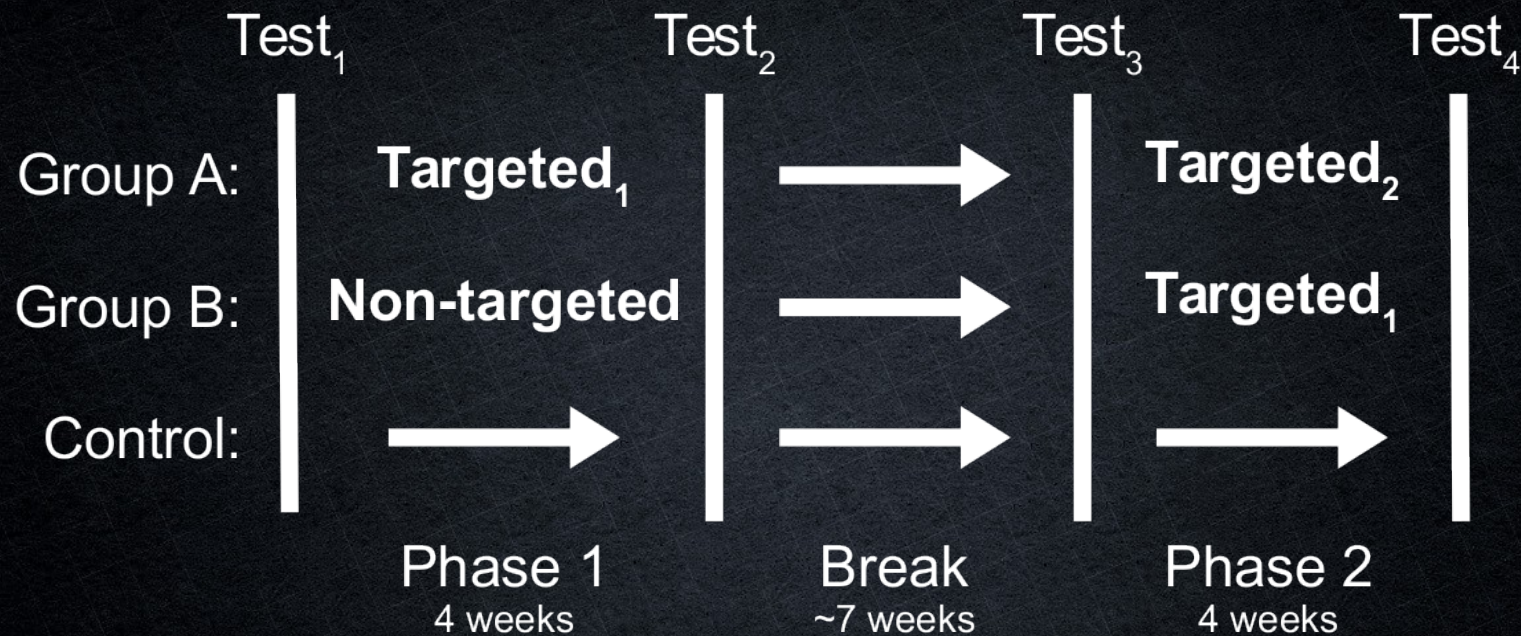 Test₁ Test₂ Test₃ Test₄
Group A: Targeted₁ Targeted₂
Group B: Non-targeted Targeted₁
Control:
Phase 1 Break Phase 2
4 weeks ~7 weeks 4 weeks